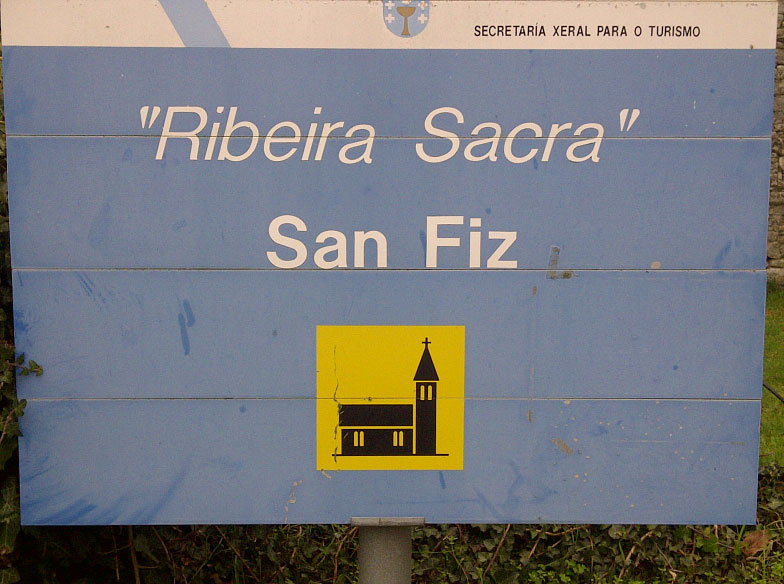 SECRETARÍA XERAL PARA O TURISMO
"Ribeira Sacra"
San Fiz